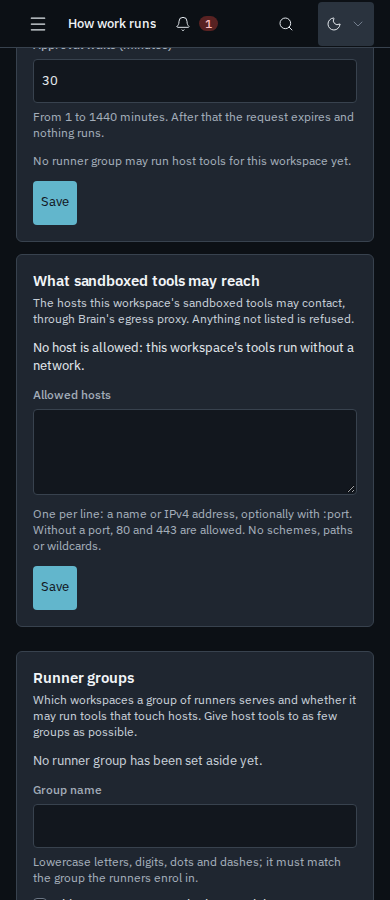 How work runs
1
30
From 1 to 1440 minutes. After that the request expires and
nothing runs.
No runner group may run host tools for this workspace yet.
Save
What sandboxed tools may reach
The hosts this workspace's sandboxed tools may contact,
through Brain's egress proxy. Anything not listed is refused.
No host is allowed: this workspace's tools run without a
network.
Allowed hosts
One per line: a name or IPv4 address, optionally with :port.
Without a port, 80 and 443 are allowed. No schemes, paths
or wildcards.
Save
Runner groups
Which workspaces a group of runners serves and whether it
may run tools that touch hosts. Give host tools to as few
groups as possible.
No runner group has been set aside yet.
Group name
Lowercase letters, digits, dots and dashes; it must match
the group the runners enrol in.